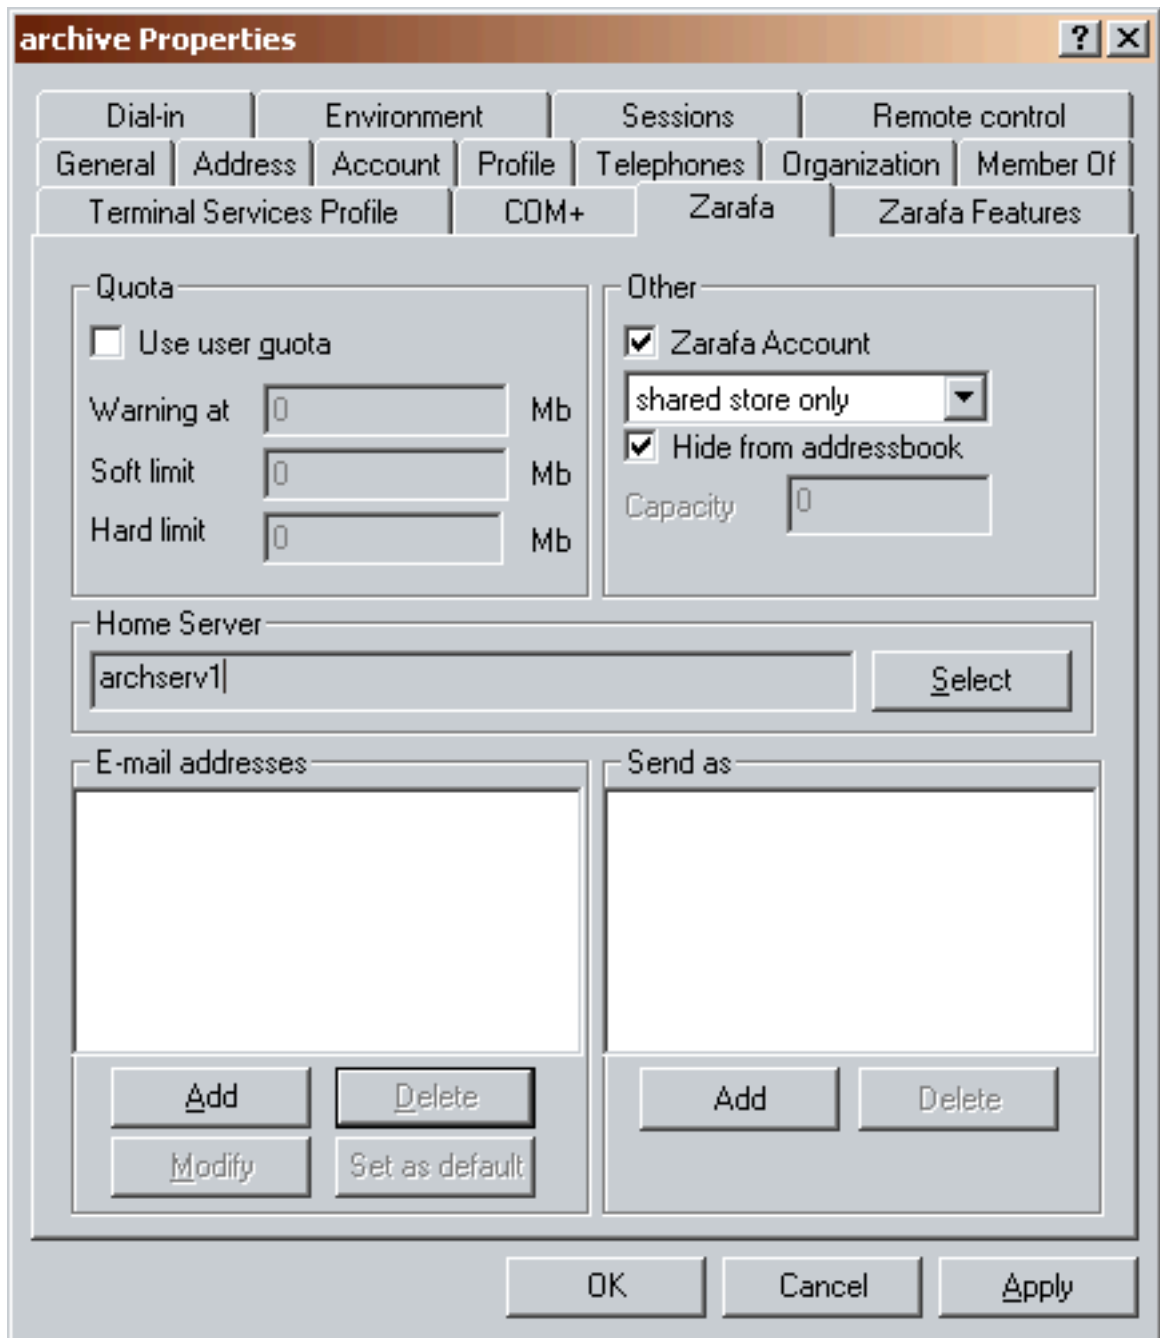 archive Properties
Dial-in Environment Sessions Remote control
General Address Account Profile Telephones Organization Member Of
Terminal Services Profile COM+ Zarafa Zarafa Features
Quota
Use user quota
Warning at 0 Mb
Soft limit 0 Mb
Hard limit 0 Mb
Other
Zarafa Account
shared store only
Hide from addressbook
Capacity 0
Home Server
archserv1 Select
E-mail addresses
Add Delete
Modify Set as default
Send as
Add Delete
OK Cancel Apply